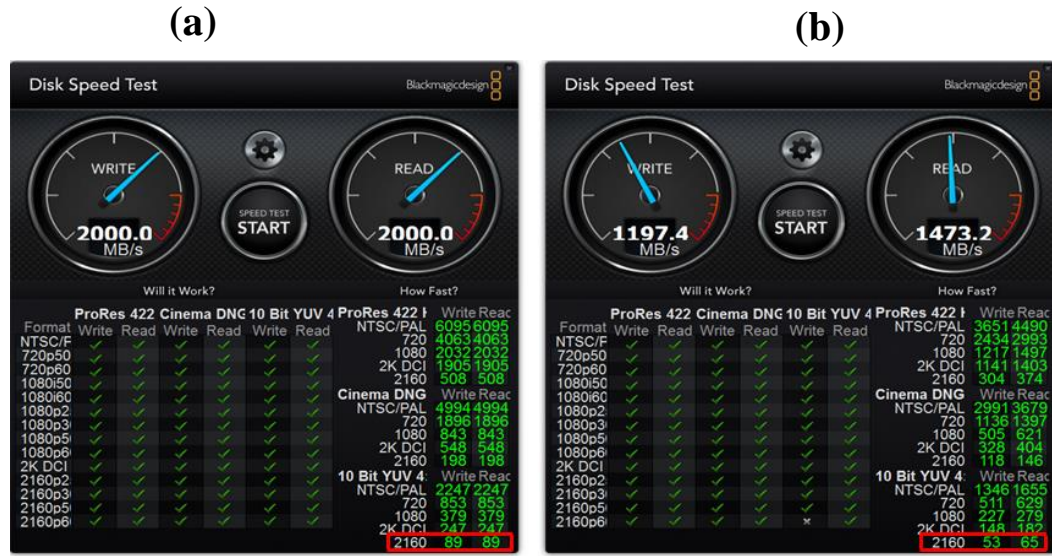 (a)
Disk Speed Test
Blackmagicdesign
WRITE
2000.0
MB/s
SPEED TEST
START
READ
2000.0
MB/s
Will it Work?
How Fast?
ProRes 422 Cinema DNG 10 Bit YUV 4
Format Write Read Write Read Write Read
NTSC/F
720p50
720p60
1080i50
1080i60
1080p2
1080p3
1080p5
1080p6
2K DCI
2160p2
2160p3
2160p5
2160p6
ProRes 422 H Write Read
NTSC/PAL 6095 6095
720 4063 4063
1080 2032 2032
2K DCI 1905 1905
2160 508 508
Cinema DNG Write Read
NTSC/PAL 4994 4994
720 1896 1896
1080 843 843
2K DCI 548 548
2160 198 198
10 Bit YUV 4: Write Read
NTSC/PAL 2247 2247
720 853 853
1080 379 379
2K DCI 247 247
2160 89 89
(b)
Disk Speed Test
Blackmagicdesign
WRITE
1197.4
MB/s
SPEED TEST
START
READ
1473.2
MB/s
Will it Work?
How Fast?
ProRes 422 Cinema DNG 10 Bit YUV 4
Format Write Read Write Read Write Read
NTSC/F
720p50
720p60
1080i50
1080i60
1080p2
1080p3
1080p5
1080p6
2K DCI
2160p2
2160p3
2160p5
2160p6
ProRes 422 H Write Read
NTSC/PAL 3651 4490
720 2434 2993
1080 1217 1497
2K DCI 1141 1403
2160 304 374
Cinema DNG Write Read
NTSC/PAL 2991 3679
720 1136 1397
1080 505 621
2K DCI 328 404
2160 118 146
10 Bit YUV 4: Write Read
NTSC/PAL 1346 1655
720 511 629
1080 227 279
2K DCI 148 182
2160 53 65